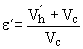 ε′ = (V′h + Vc) / Vc